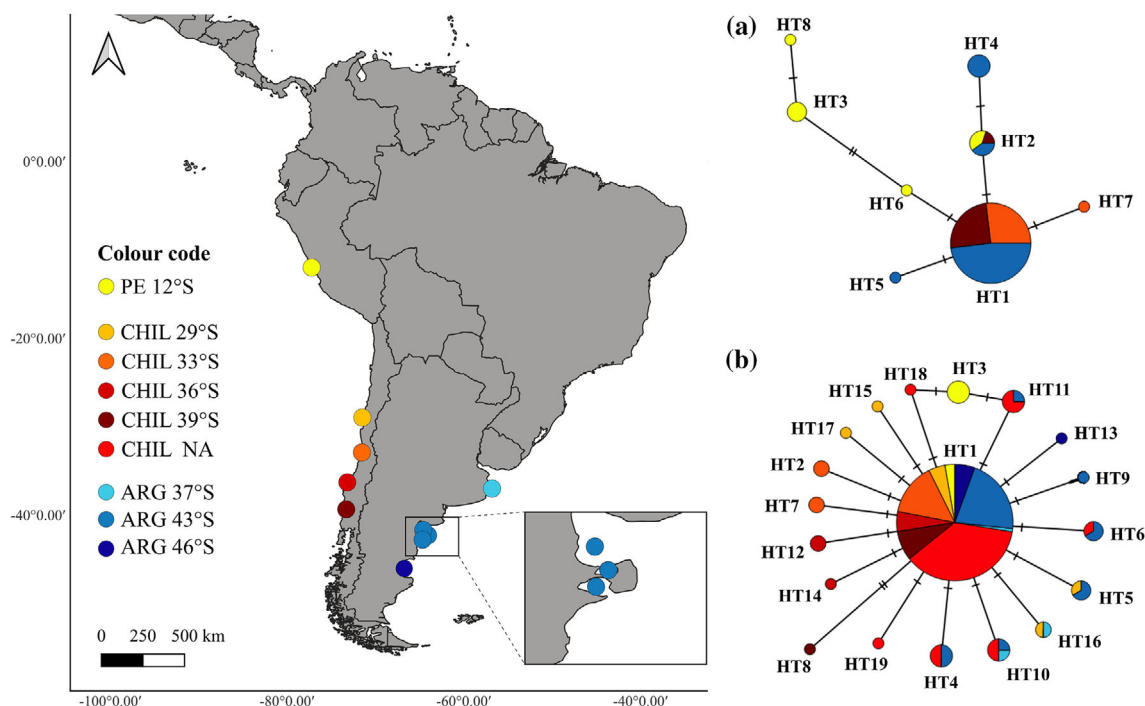 0°0.00′
-20°0.00′
-40°0.00′
-100°0.00′
-80°0.00′
-60°0.00′
-40°0.00′
Colour code
PE 12°S
CHIL 29°S
CHIL 33°S
CHIL 36°S
CHIL 39°S
CHIL NA
ARG 37°S
ARG 43°S
ARG 46°S
0 250 500 km
(a)
HT8
HT4
HT3
HT2
HT6
HT7
HT5
HT1
(b)
HT18
HT3
HT15
HT11
HT17
HT1
HT13
HT2
HT9
HT7
HT6
HT12
HT5
HT14
HT16
HT8
HT19
HT4
HT10